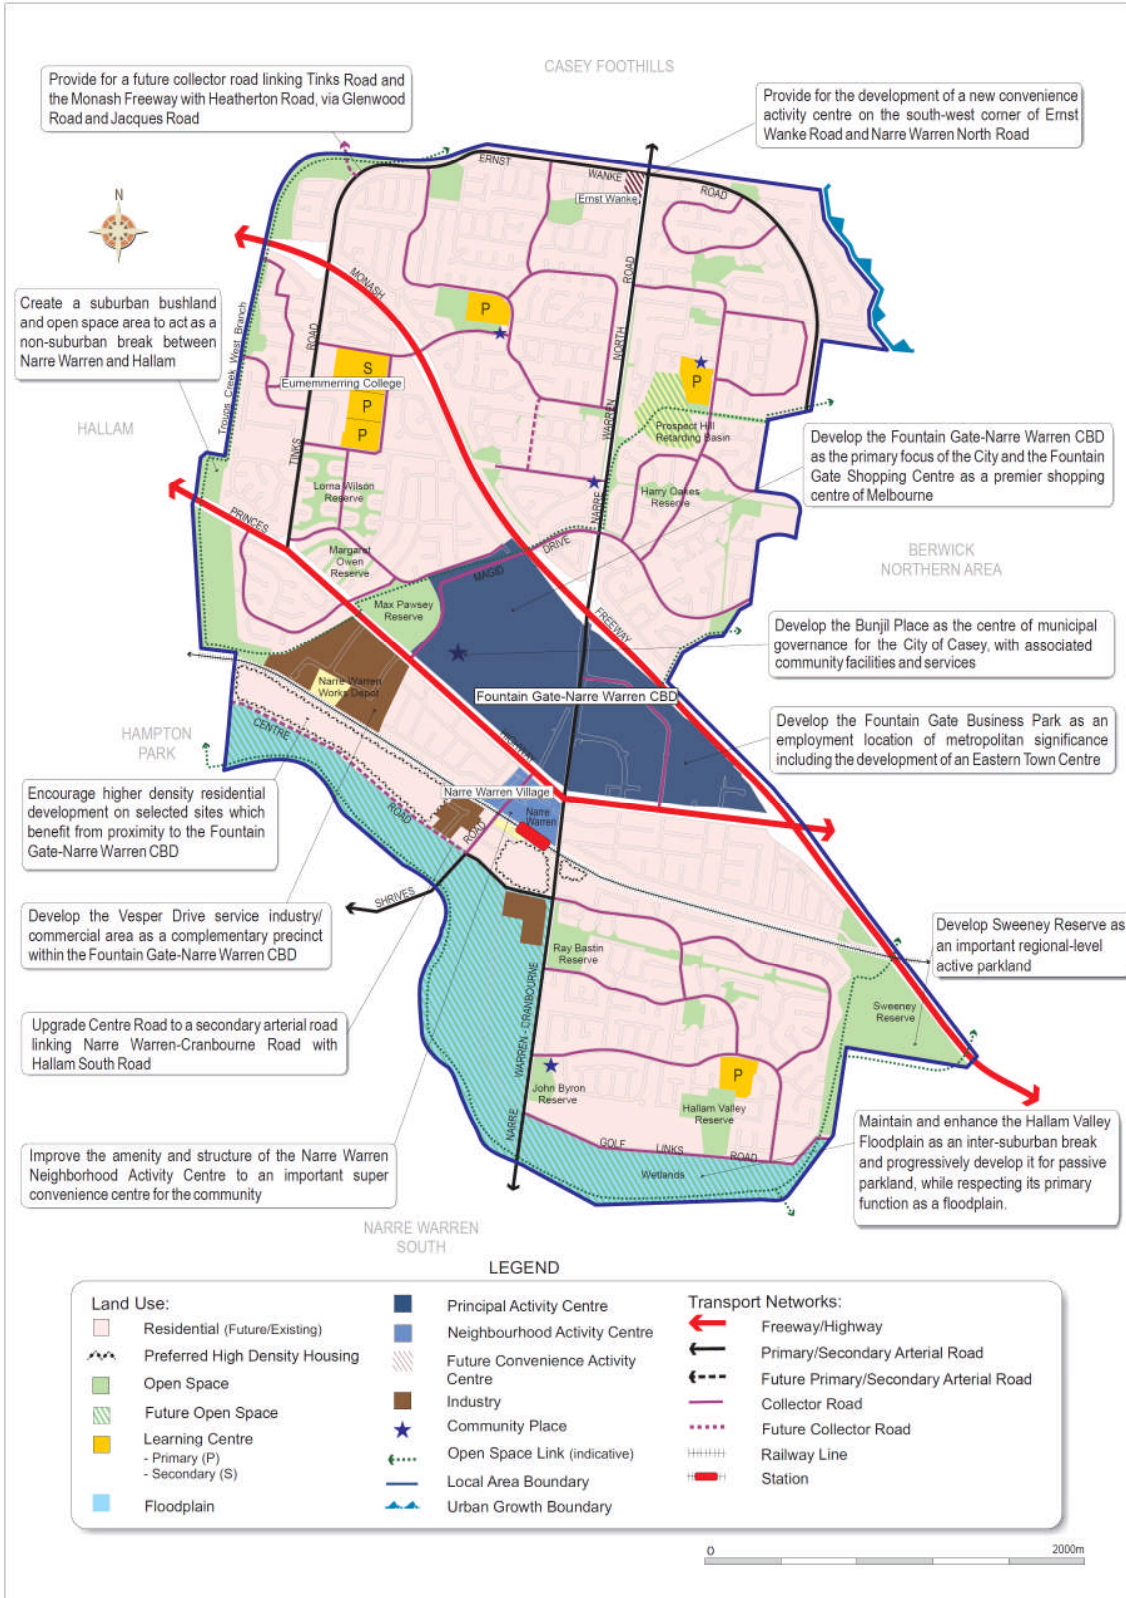 CASEY FOOTHILLS
Provide for a future collector road linking Tinks Road and
the Monash Freeway with Heatherton Road, via Glenwood
Road and Jacques Road
Provide for the development of a new convenience
activity centre on the south-west corner of Ernst
Wanke Road and Narre Warren North Road
ERNST
WANKE
ROAD
Ernst Wanke
N
MONASH
ROAD
Create a suburban bushland
and open space area to act as a
non-suburban break between
Narre Warren and Hallam
Troups Creek West Branch
P
ROAD
NORTH
S
Eumemmerring College
P
P
P
HALLAM
TINKS
WARREN
Prospect Hill
Retarding Basin
Develop the Fountain Gate-Narre Warren CBD
as the primary focus of the City and the Fountain
Gate Shopping Centre as a premier shopping
centre of Melbourne
Lorna Wilson
Reserve
Harry Oakes
Reserve
NARRE
PRINCES
Margaret
Owen
Reserve
DRIVE
MAGID
BERWICK
NORTHERN AREA
Max Pawsey
Reserve
FREEWAY
Develop the Bunjil Place as the centre of municipal
governance for the City of Casey, with associated
community facilities and services
Narre Warren
Works Depot
Fountain Gate-Narre Warren CBD
HAMPTON
PARK
CENTRE
HIGHWAY
Develop the Fountain Gate Business Park as an
employment location of metropolitan significance
including the development of an Eastern Town Centre
Encourage higher density residential
development on selected sites which
benefit from proximity to the Fountain
Gate-Narre Warren CBD
Narre Warren Village
ROAD
Narre
Warren
ROAD
SHRIVES
Develop the Vesper Drive service industry/
commercial area as a complementary precinct
within the Fountain Gate-Narre Warren CBD
Develop Sweeney Reserve as
an important regional-level
active parkland
Ray Bastin
Reserve
Sweeney
Reserve
Upgrade Centre Road to a secondary arterial road
linking Narre Warren-Cranbourne Road with
Hallam South Road
WARREN - CRANBOURNE
P
John Byron
Reserve
Hallam Valley
Reserve
NARRE
GOLF
LINKS
ROAD
Wetlands
Maintain and enhance the Hallam Valley
Floodplain as an inter-suburban break
and progressively develop it for passive
parkland, while respecting its primary
function as a floodplain.
Improve the amenity and structure of the Narre Warren
Neighborhood Activity Centre to an important super
convenience centre for the community
NARRE WARREN
SOUTH
LEGEND
Land Use:
Residential (Future/Existing)
Preferred High Density Housing
Open Space
Future Open Space
Learning Centre
- Primary (P)
- Secondary (S)
Floodplain
Principal Activity Centre
Neighbourhood Activity Centre
Future Convenience Activity
Centre
Industry
Community Place
Open Space Link (indicative)
Local Area Boundary
Urban Growth Boundary
Transport Networks:
Freeway/Highway
Primary/Secondary Arterial Road
Future Primary/Secondary Arterial Road
Collector Road
Future Collector Road
Railway Line
Station
0
2000m